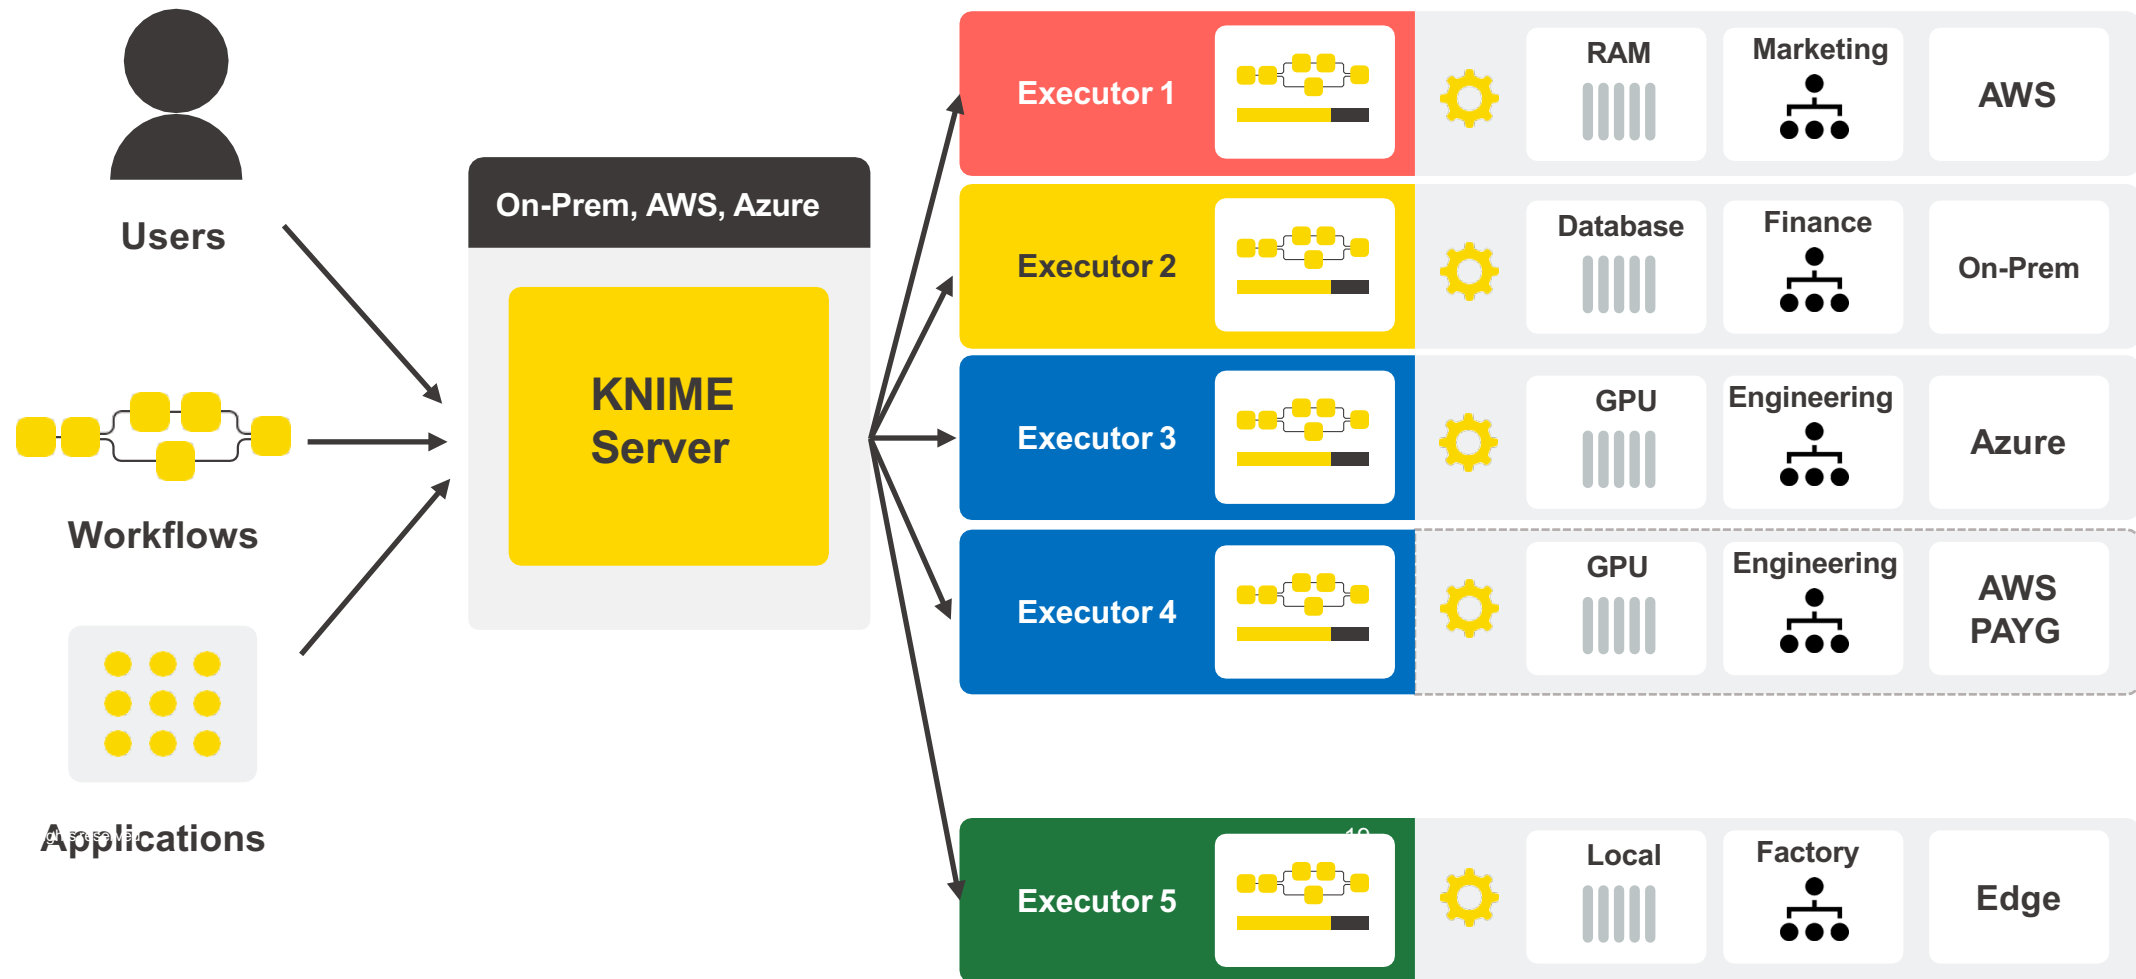 Users
Workflows
Applications
On-Prem, AWS, Azure
KNIME
Server
Executor 1
RAM
Marketing
AWS
Executor 2
Database
Finance
On-Prem
Executor 3
GPU
Engineering
Azure
Executor 4
GPU
Engineering
AWS
PAYG
Executor 5
Local
Factory
Edge